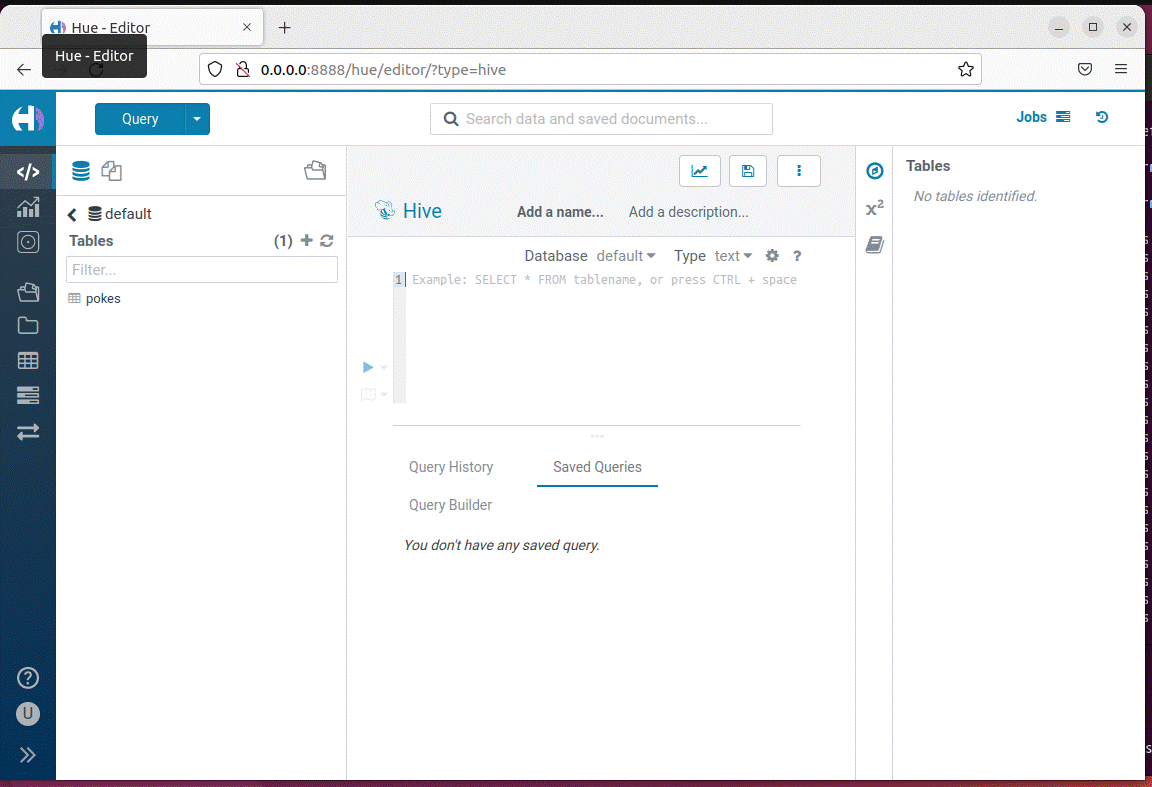 Hue - Editor
Hue - Editor
0.0.0.0:8888/hue/editor/?type=hive
Query
Search data and saved documents...
Jobs
default
Tables
(1)
Filter...
pokes
Hive
Add a name...
Add a description...
Database default
Type text
?
1
Example: SELECT * FROM tablename, or press CTRL + space
Query History
Saved Queries
Query Builder
You don't have any saved query.
x²
Tables
No tables identified.
U